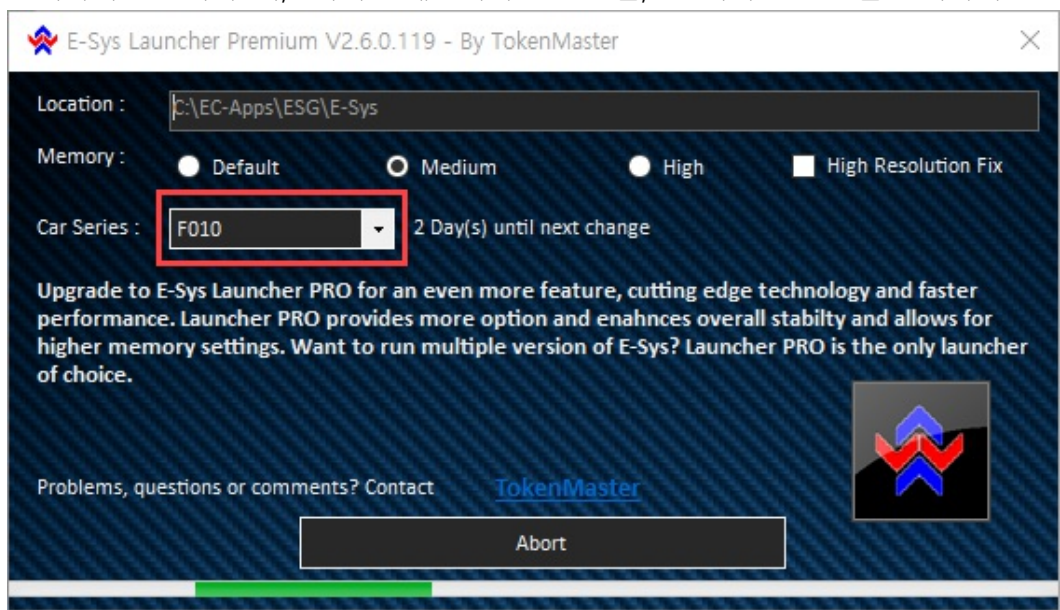 E-Sys Launcher Premium V2.6.0.119 - By TokenMaster
Location : C:\EC-Apps\ESG\E-Sys
Memory : Default Medium High High Resolution Fix
Car Series : F010 2 Day(s) until next change
Upgrade to E-Sys Launcher PRO for an even more feature, cutting edge technology and faster
performance. Launcher PRO provides more option and enahnces overall stabilty and allows for
higher memory settings. Want to run multiple version of E-Sys? Launcher PRO is the only launcher
of choice.
Problems, questions or comments? Contact TokenMaster
Abort